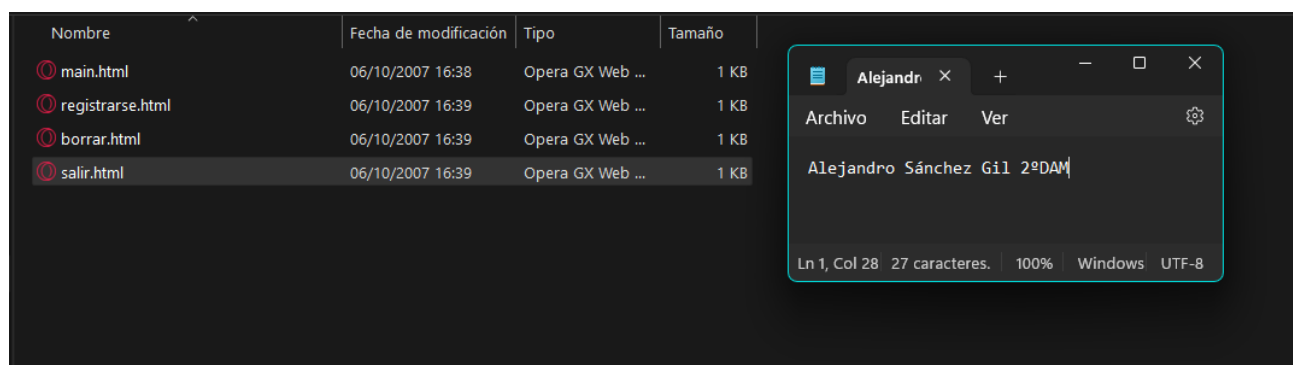 Nombre Fecha de modificación Tipo Tamaño
main.html 06/10/2007 16:38 Opera GX Web ... 1 KB
registrarse.html 06/10/2007 16:39 Opera GX Web ... 1 KB
borrar.html 06/10/2007 16:39 Opera GX Web ... 1 KB
salir.html 06/10/2007 16:39 Opera GX Web ... 1 KB
Alejandr
Archivo Editar Ver
Alejandro Sánchez Gil 2ºDAM
Ln 1, Col 28 27 caracteres. 100% Windows UTF-8